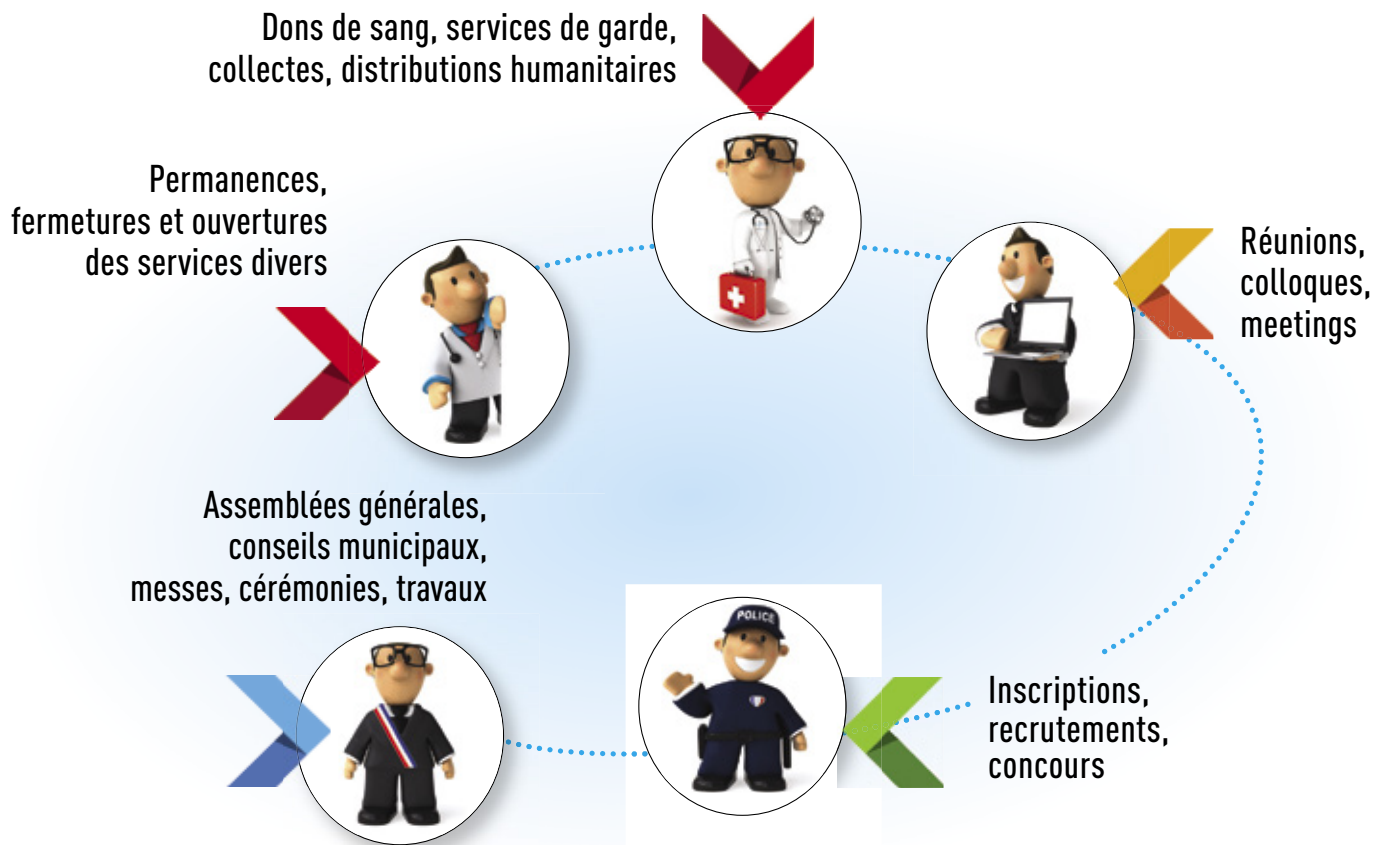 Dons de sang, services de garde,
collectes, distributions humanitaires
Permanences,
fermetures et ouvertures
des services divers
Réunions,
colloques,
meetings
Assemblées générales,
conseils municipaux,
messes, cérémonies, travaux
POLICE
Inscriptions,
recrutements,
concours